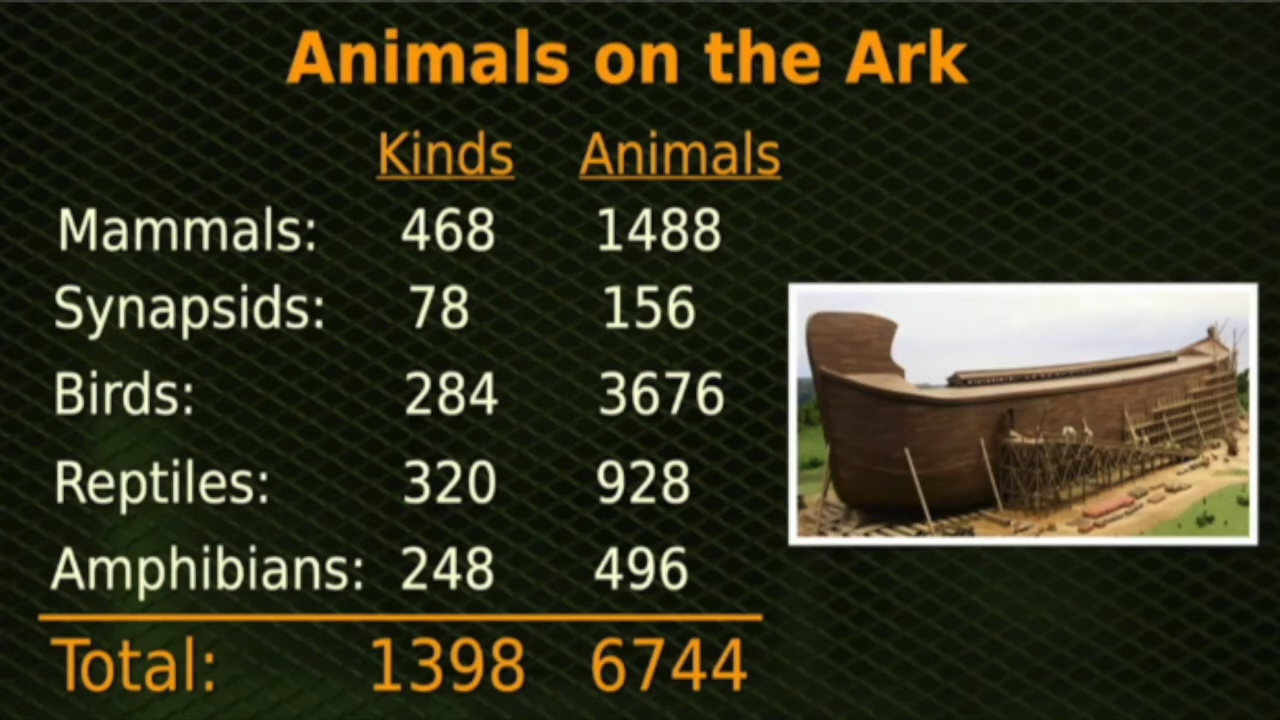 Animals on the Ark
Kinds Animals
Mammals: 468 1488
Synapsids: 78 156
Birds: 284 3676
Reptiles: 320 928
Amphibians: 248 496
Total: 1398 6744